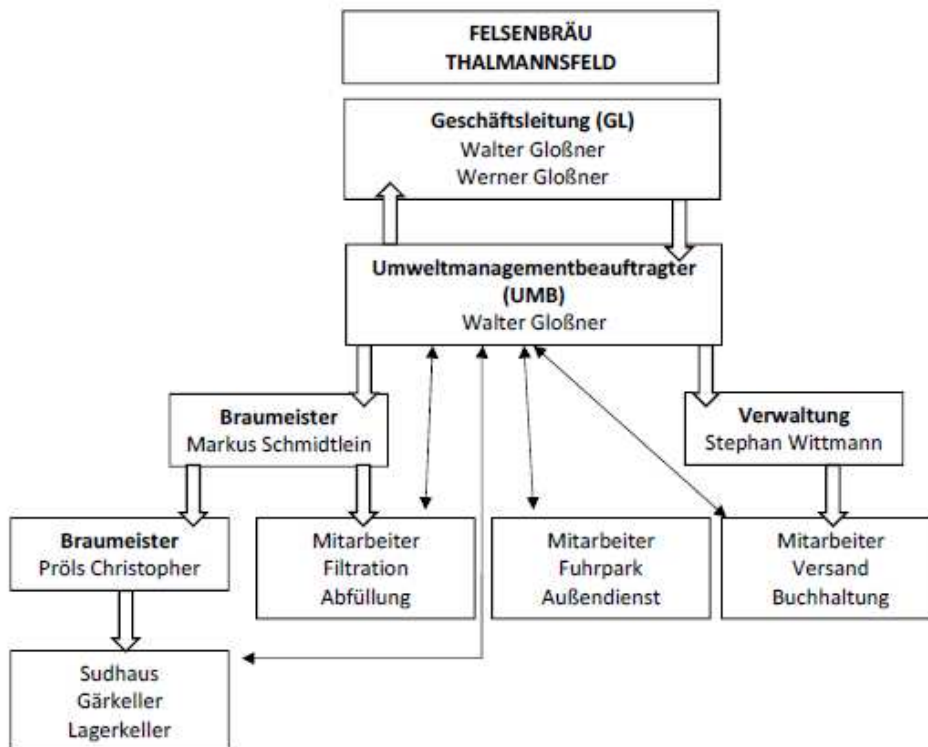 FELSENBRÄU
THALMANNSFELD
Geschäftsleitung (GL)
Walter Gloßner
Werner Gloßner
Umweltmanagementbeauftragter
(UMB)
Walter Gloßner
Braumeister
Markus Schmidtlein
Verwaltung
Stephan Wittmann
Braumeister
Pröls Christopher
Mitarbeiter
Filtration
Abfüllung
Mitarbeiter
Fuhrpark
Außendienst
Mitarbeiter
Versand
Buchhaltung
Sudhaus
Gärkeller
Lagerkeller